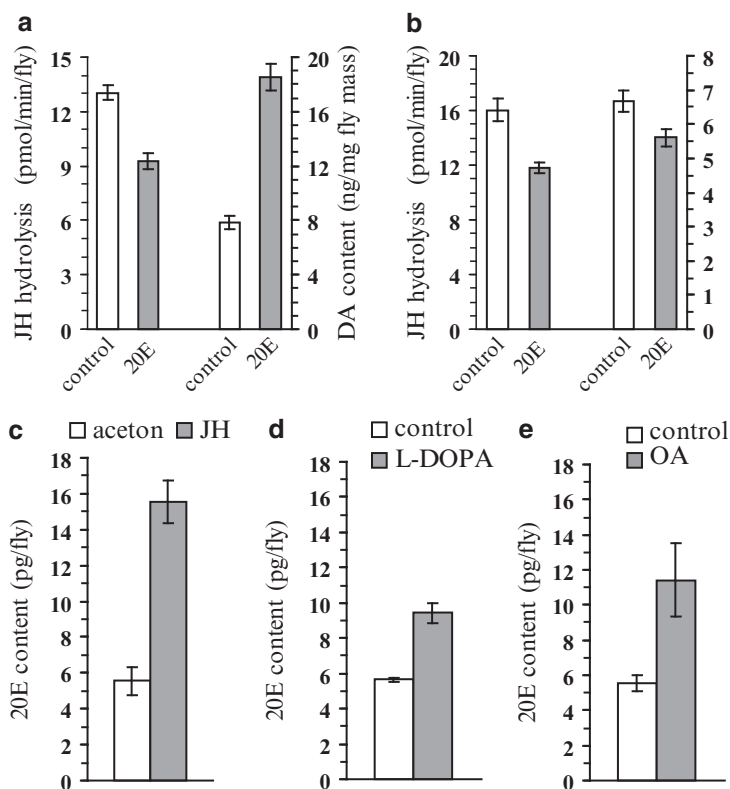 a
JH hydrolysis (pmol/min/fly)
15
13
9
6
3
0
control
20E
control
20E
20
18
12
8
4
0
DA content (ng/mg fly mass)
b
JH hydrolysis (pmol/min/fly)
20
16
12
8
4
0
control
20E
control
20E
8
7
6
5
4
3
2
1
0
c
aceton
JH
20E content (pg/fly)
18
16
14
12
10
8
6
4
2
0
d
control
L-DOPA
20E content (pg/fly)
18
16
14
12
10
8
6
4
2
0
e
control
OA
20E content (pg/fly)
18
16
14
12
10
8
6
4
2
0